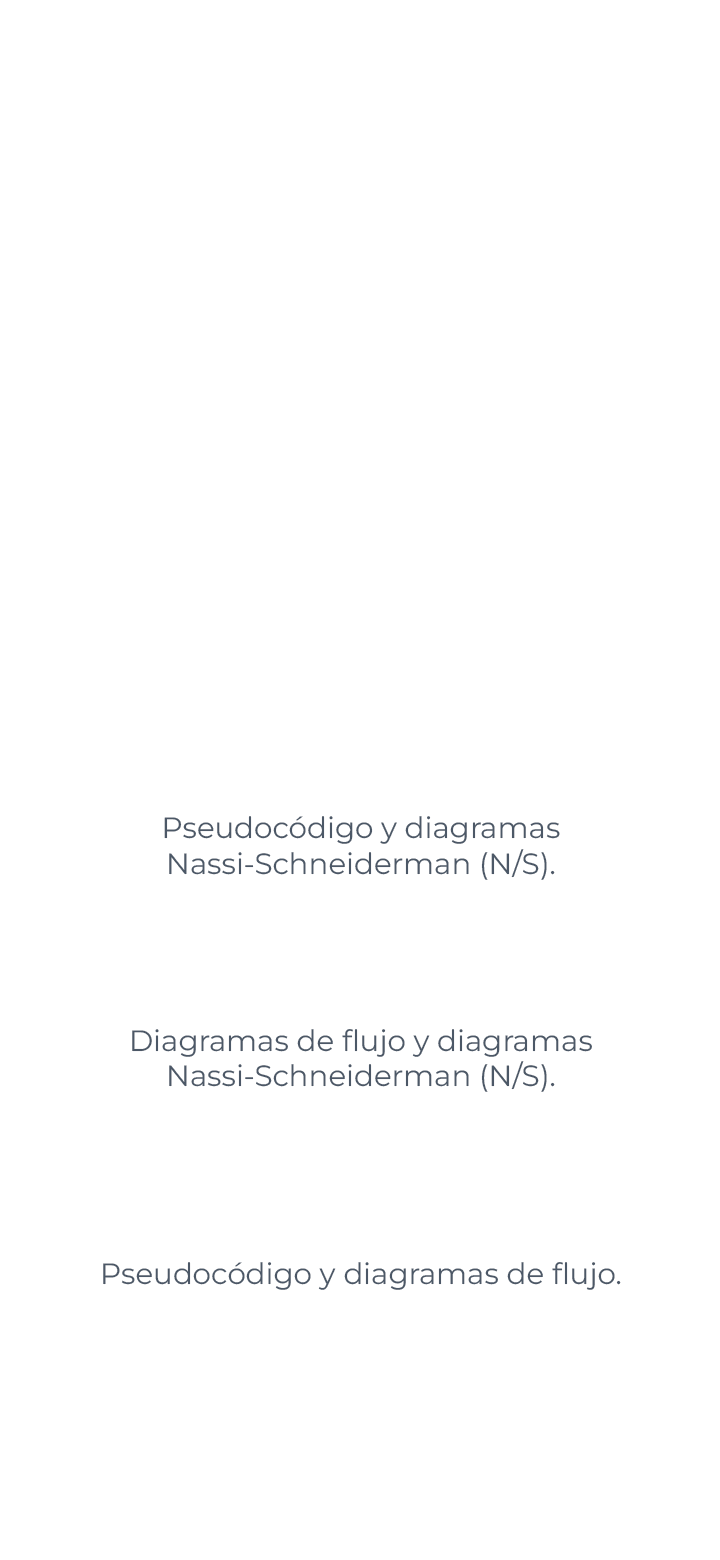 Pseudocódigo y diagramas
Nassi-Schneiderman (N/S).
Diagramas de flujo y diagramas
Nassi-Schneiderman (N/S).
Pseudocódigo y diagramas de flujo.